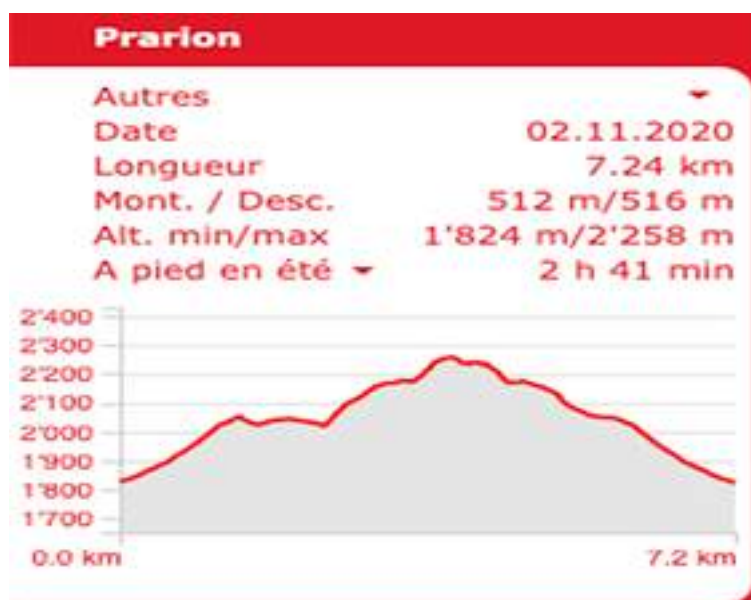 Prarion
Autres
Date 02.11.2020
Longueur 7.24 km
Mont. / Desc. 512 m/516 m
Alt. min/max 1'824 m/2'258 m
A pied en été 2 h 41 min
2'400
2'300
2'200
2'100
2'000
1'900
1'800
1'700
0.0 km 7.2 km